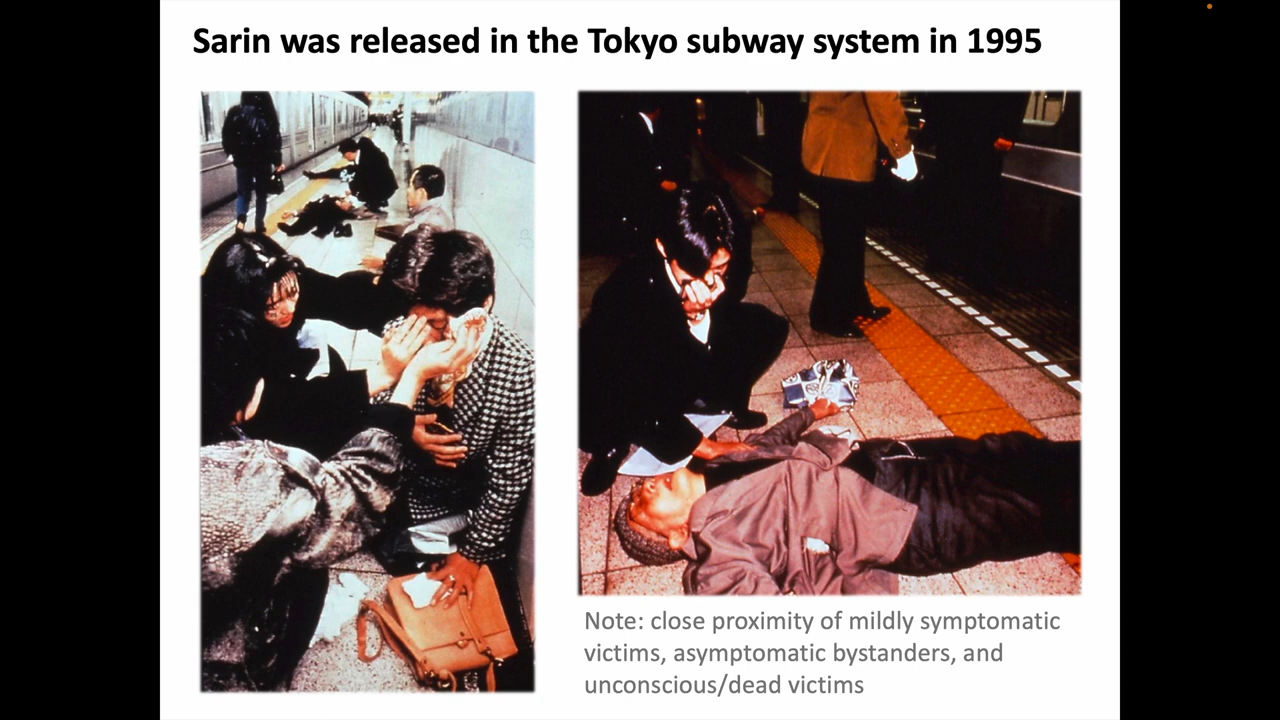 Sarin was released in the Tokyo subway system in 1995
Note: close proximity of mildly symptomatic
victims, asymptomatic bystanders, and
unconscious/dead victims